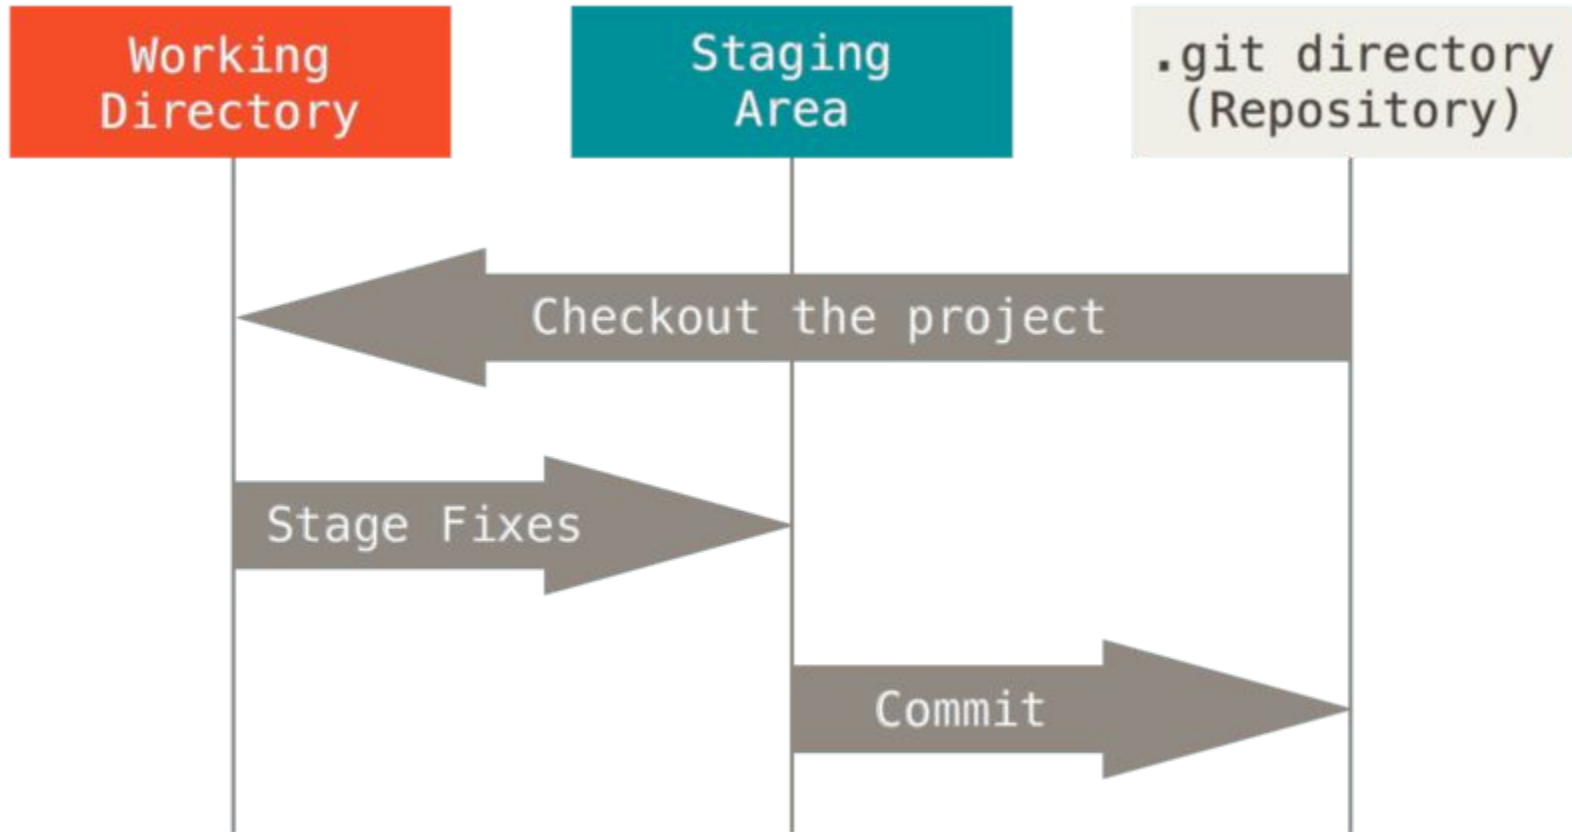 Working
Directory
Staging
Area
.git directory
(Repository)
Checkout the project
Stage Fixes
Commit